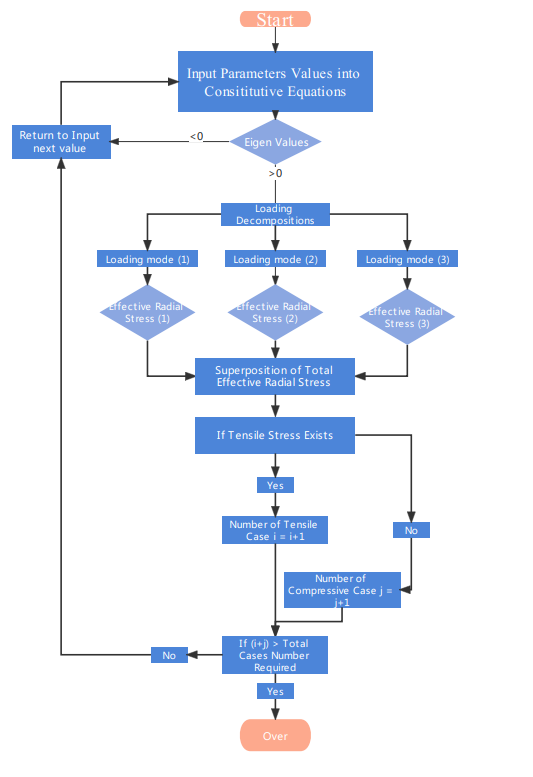 Start
Input Parameters Values into
Consititutive Equations
Return to Input
next value
<0
Eigen Values
>0
Loading
Decompositions
Loading mode (1)
Loading mode (2)
Loading mode (3)
Effective Radial
Stress (1)
Effective Radial
Stress (2)
Effective Radial
Stress (3)
Superposition of Total
Effective Radial Stress
If Tensile Stress Exists
Yes
Number of Tensile
Case i = i+1
No
Number of
Compressive Case j =
j+1
If (i+j) > Total
Cases Number
Required
No
Yes
Over